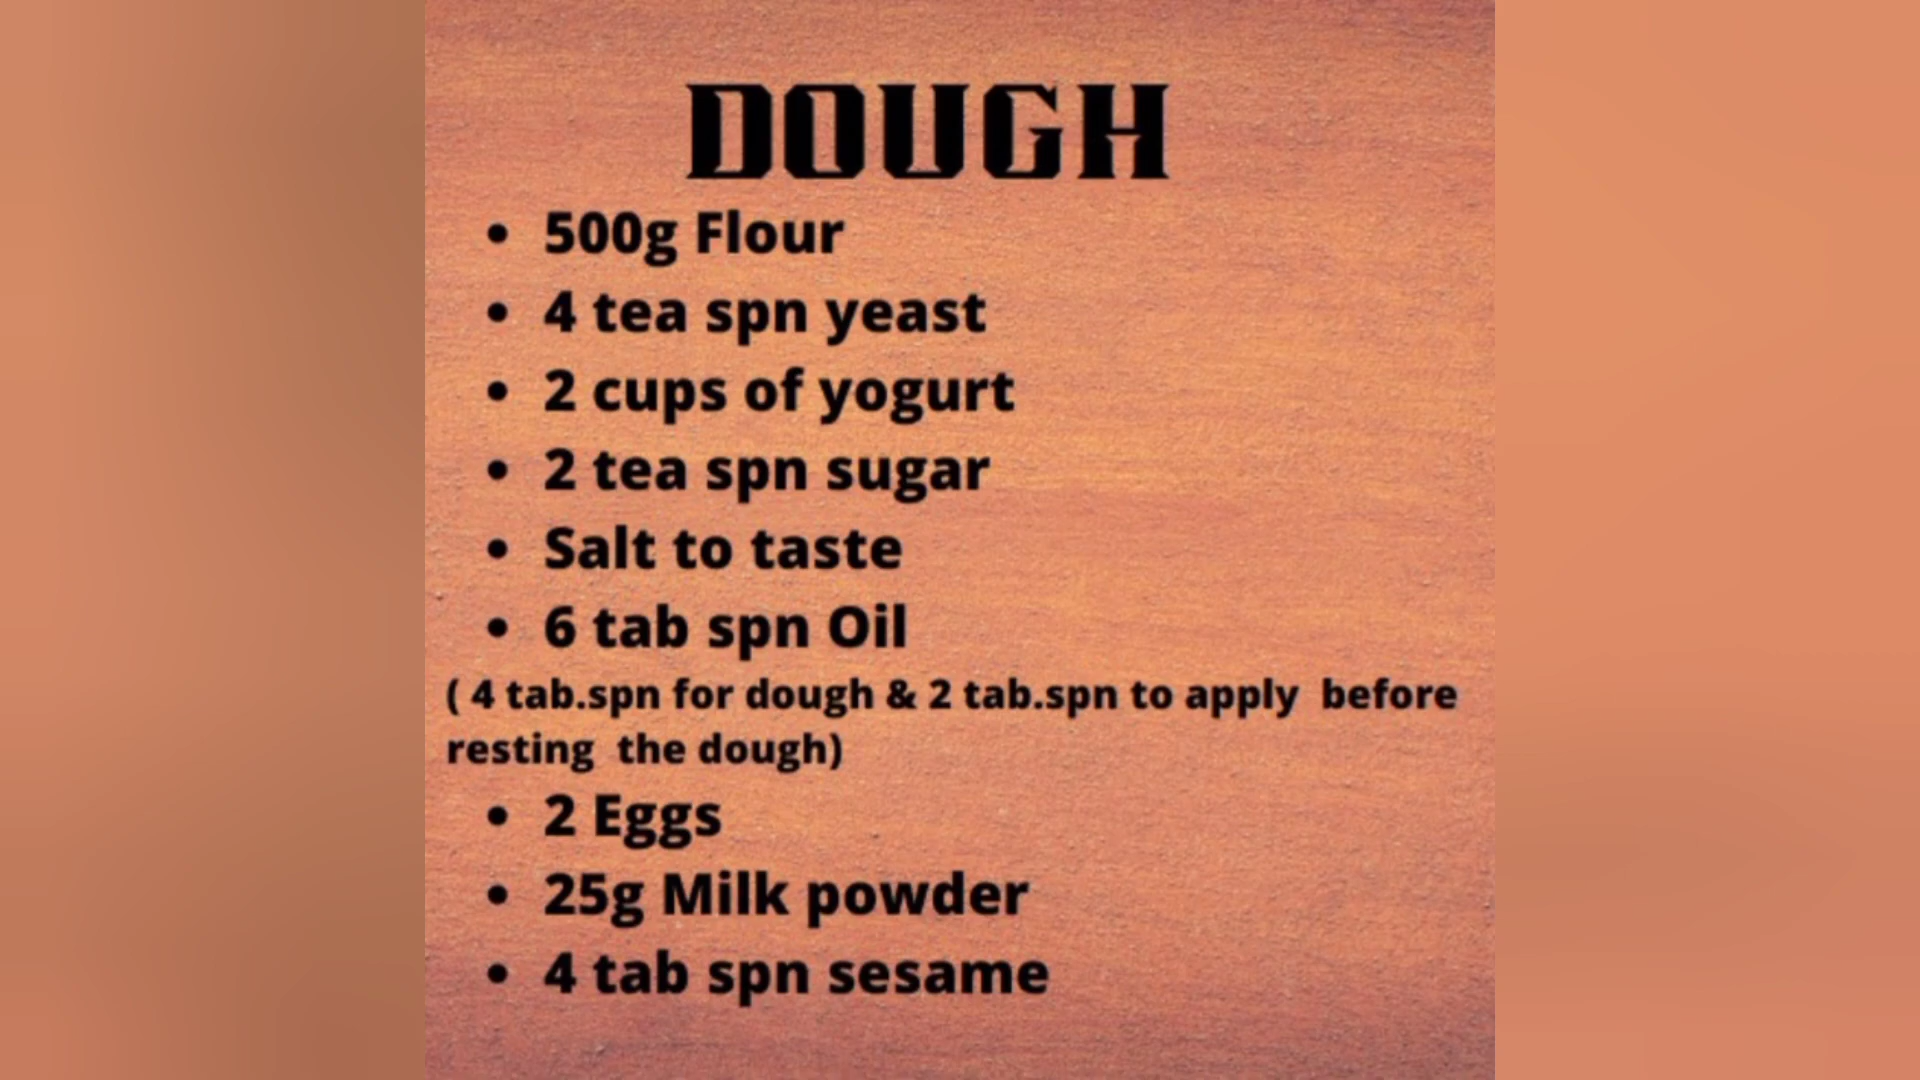 DOUGH
• 500g Flour
• 4 tea spn yeast
• 2 cups of yogurt
• 2 tea spn sugar
• Salt to taste
• 6 tab spn Oil
( 4 tab.spn for dough & 2 tab.spn to apply before
resting the dough)
• 2 Eggs
• 25g Milk powder
• 4 tab spn sesame